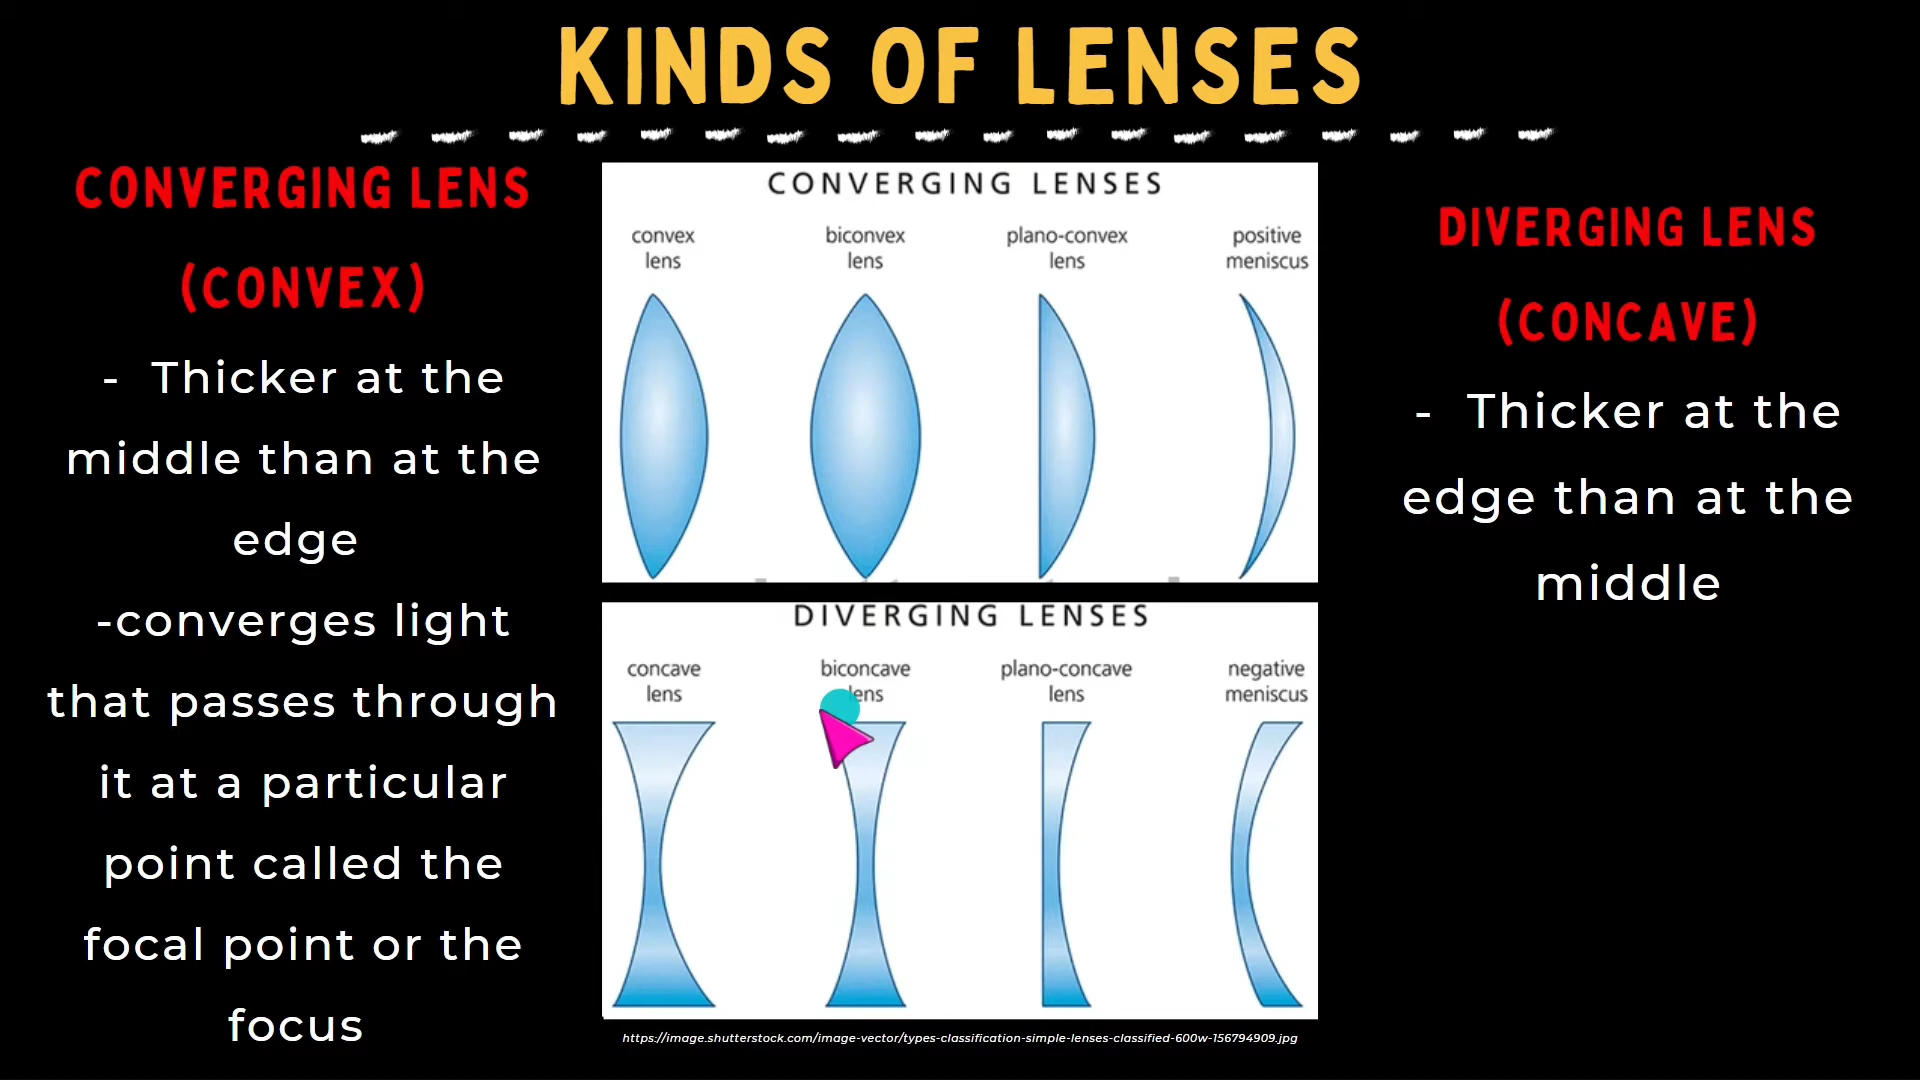 KINDS OF LENSES
CONVERGING LENS
(CONVEX)
- Thicker at the
middle than at the
edge
-converges light
that passes through
it at a particular
point called the
focal point or the
focus
CONVERGING LENSES
convex
lens
biconvex
lens
plano-convex
lens
positive
meniscus
DIVERGING LENSES
concave
lens
biconcave
lens
plano-concave
lens
negative
meniscus
https://image.shutterstock.com/image-vector/types-classification-simple-lenses-classified-600w-156794909.jpg
DIVERGING LENS
(CONCAVE)
- Thicker at the
edge than at the
middle